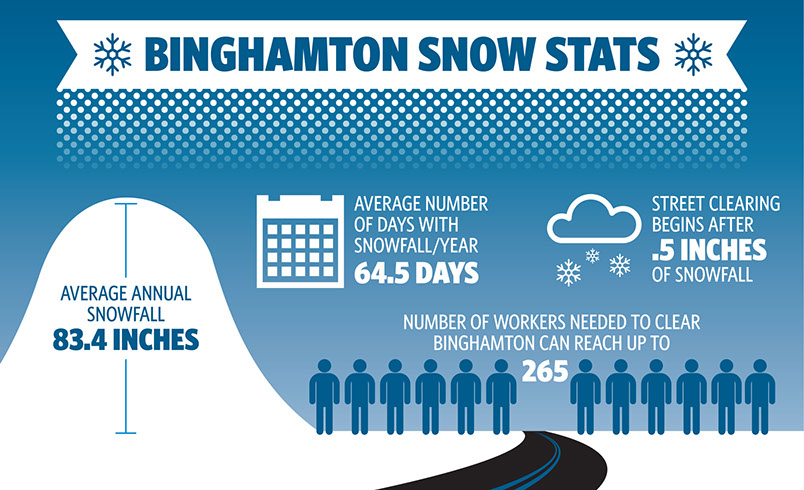 BINGHAMTON SNOW STATS
AVERAGE ANNUAL
SNOWFALL
83.4 INCHES
AVERAGE NUMBER
OF DAYS WITH
SNOWFALL/YEAR
64.5 DAYS
STREET CLEARING
BEGINS AFTER
.5 INCHES
OF SNOWFALL
NUMBER OF WORKERS NEEDED TO CLEAR
BINGHAMTON CAN REACH UP TO
265